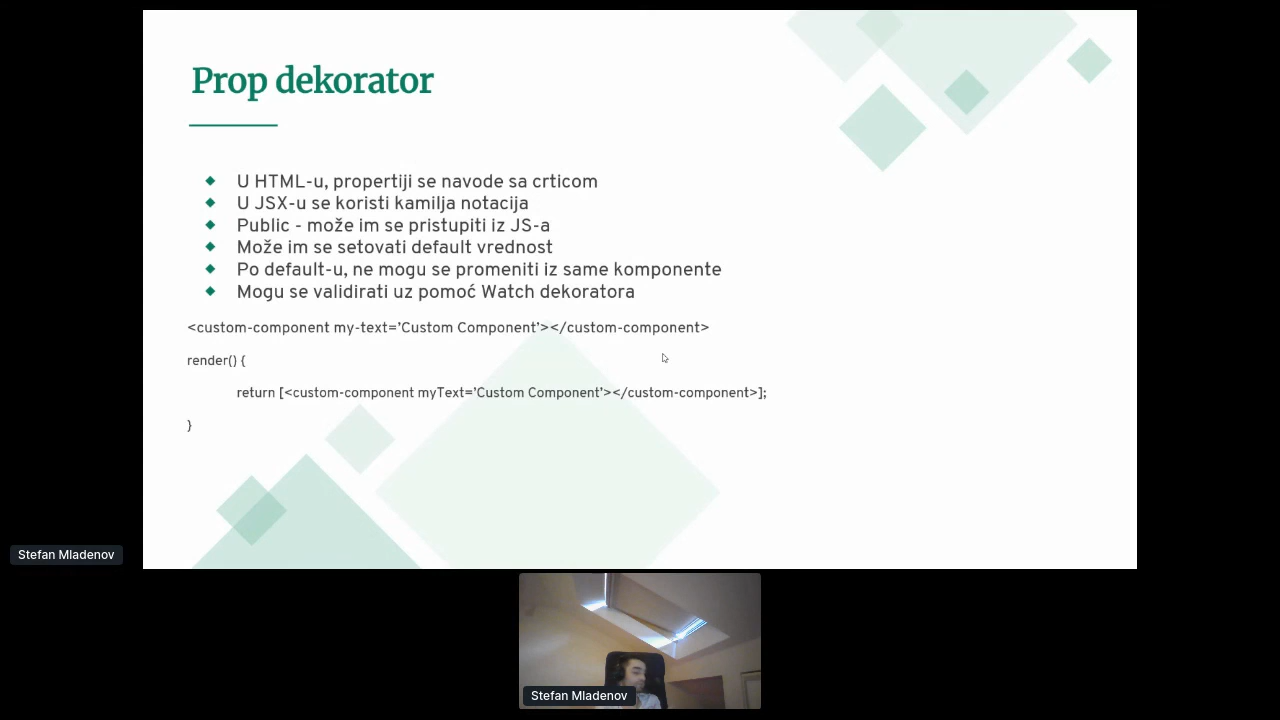 Prop dekorator
U HTML-u, propertiji se navode sa crticom
U JSX-u se koristi kamilja notacija
Public - može im se pristupiti iz JS-a
Može im se setovati default vrednost
Po default-u, ne mogu se promeniti iz same komponente
Mogu se validirati uz pomoć Watch dekoratora
<custom-component my-text=’Custom Component’></custom-component>
render() {
return [<custom-component myText=’Custom Component’></custom-component>];
}
Stefan Mladenov
Stefan Mladenov